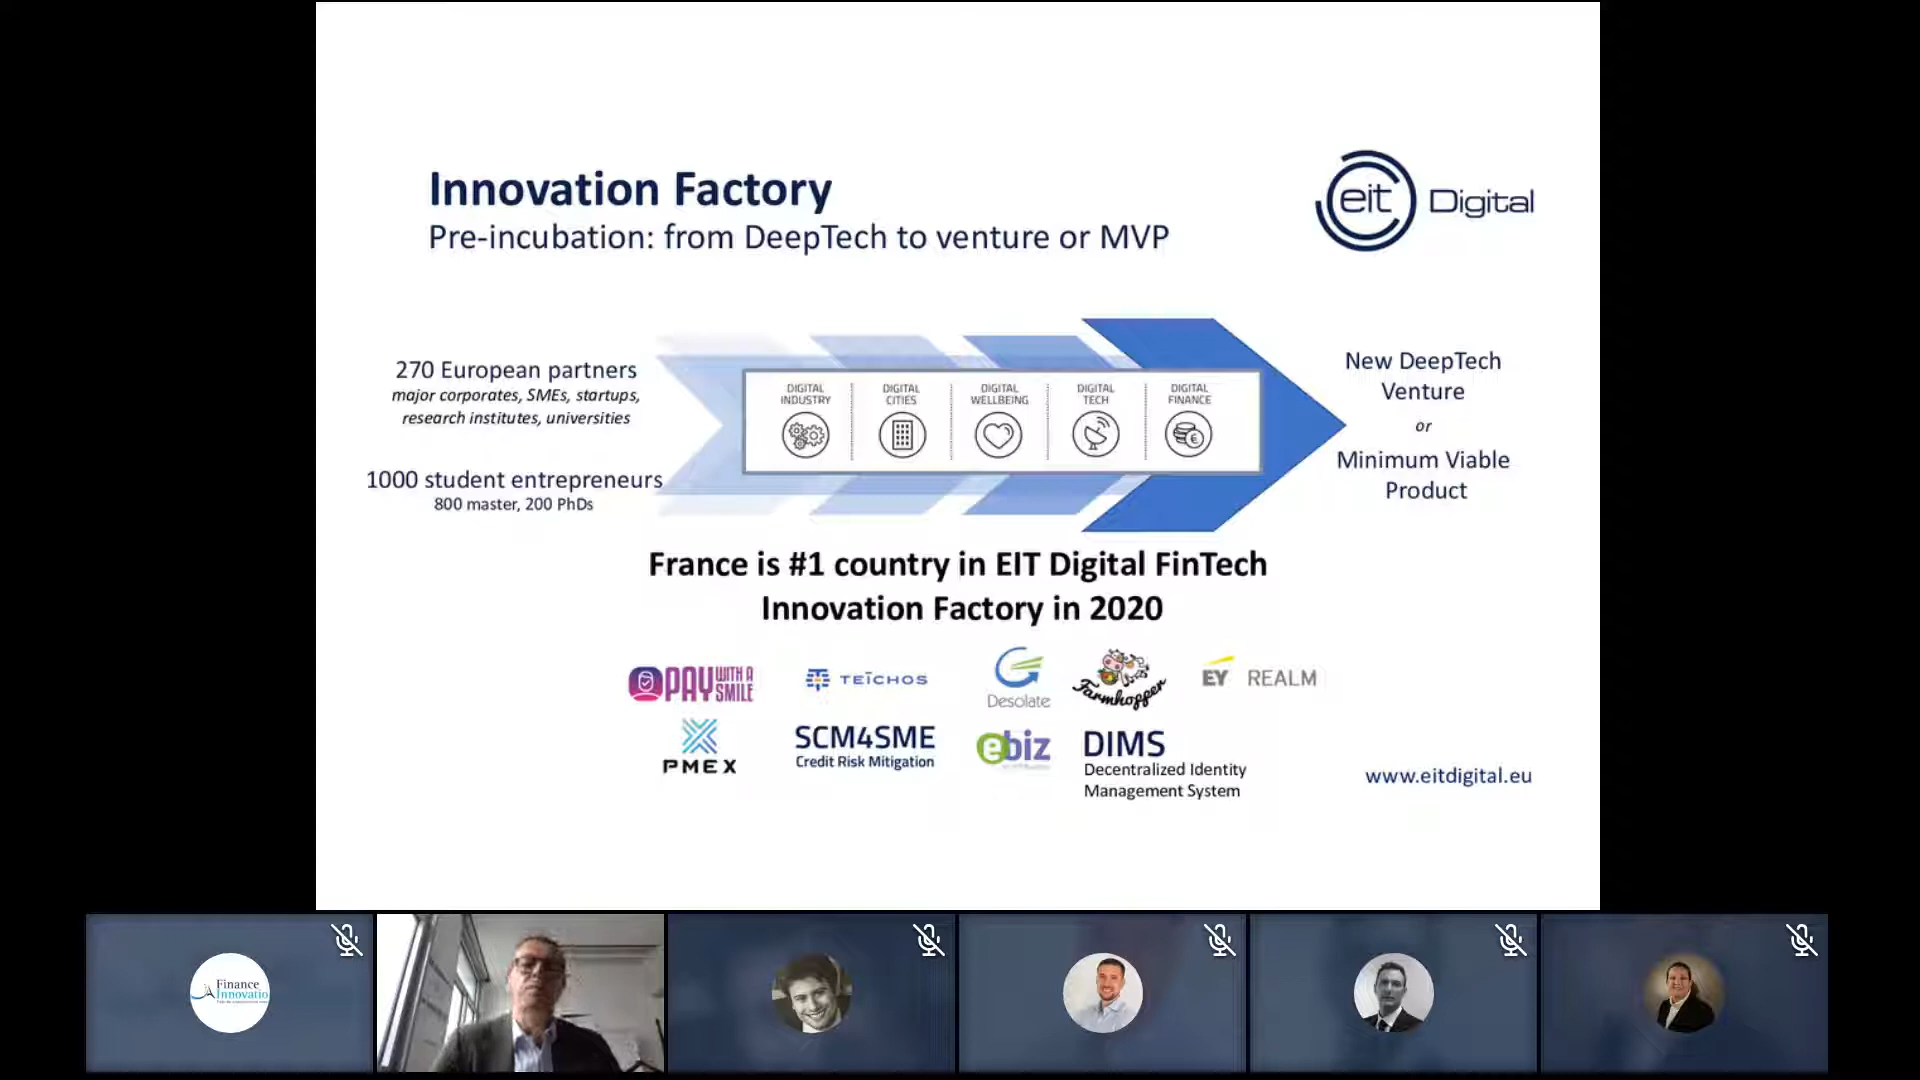 Innovation Factory
Pre-incubation: from DeepTech to venture or MVP
eit Digital
270 European partners
major corporates, SMEs, startups,
research institutes, universities
1000 student entrepreneurs
800 master, 200 PhDs
DIGITAL
INDUSTRY
DIGITAL
CITIES
DIGITAL
WELLBEING
DIGITAL
TECH
DIGITAL
FINANCE
New DeepTech
Venture
or
Minimum Viable
Product
France is #1 country in EIT Digital FinTech
Innovation Factory in 2020
PAY WITH A
SMILE
TEÏCHOS
Desolate
Farmhopper
EY REALM
PMEX
SCM4SME
Credit Risk Mitigation
ebiz
DIMS
Decentralized Identity
Management System
www.eitdigital.eu
Finance
Innovatio